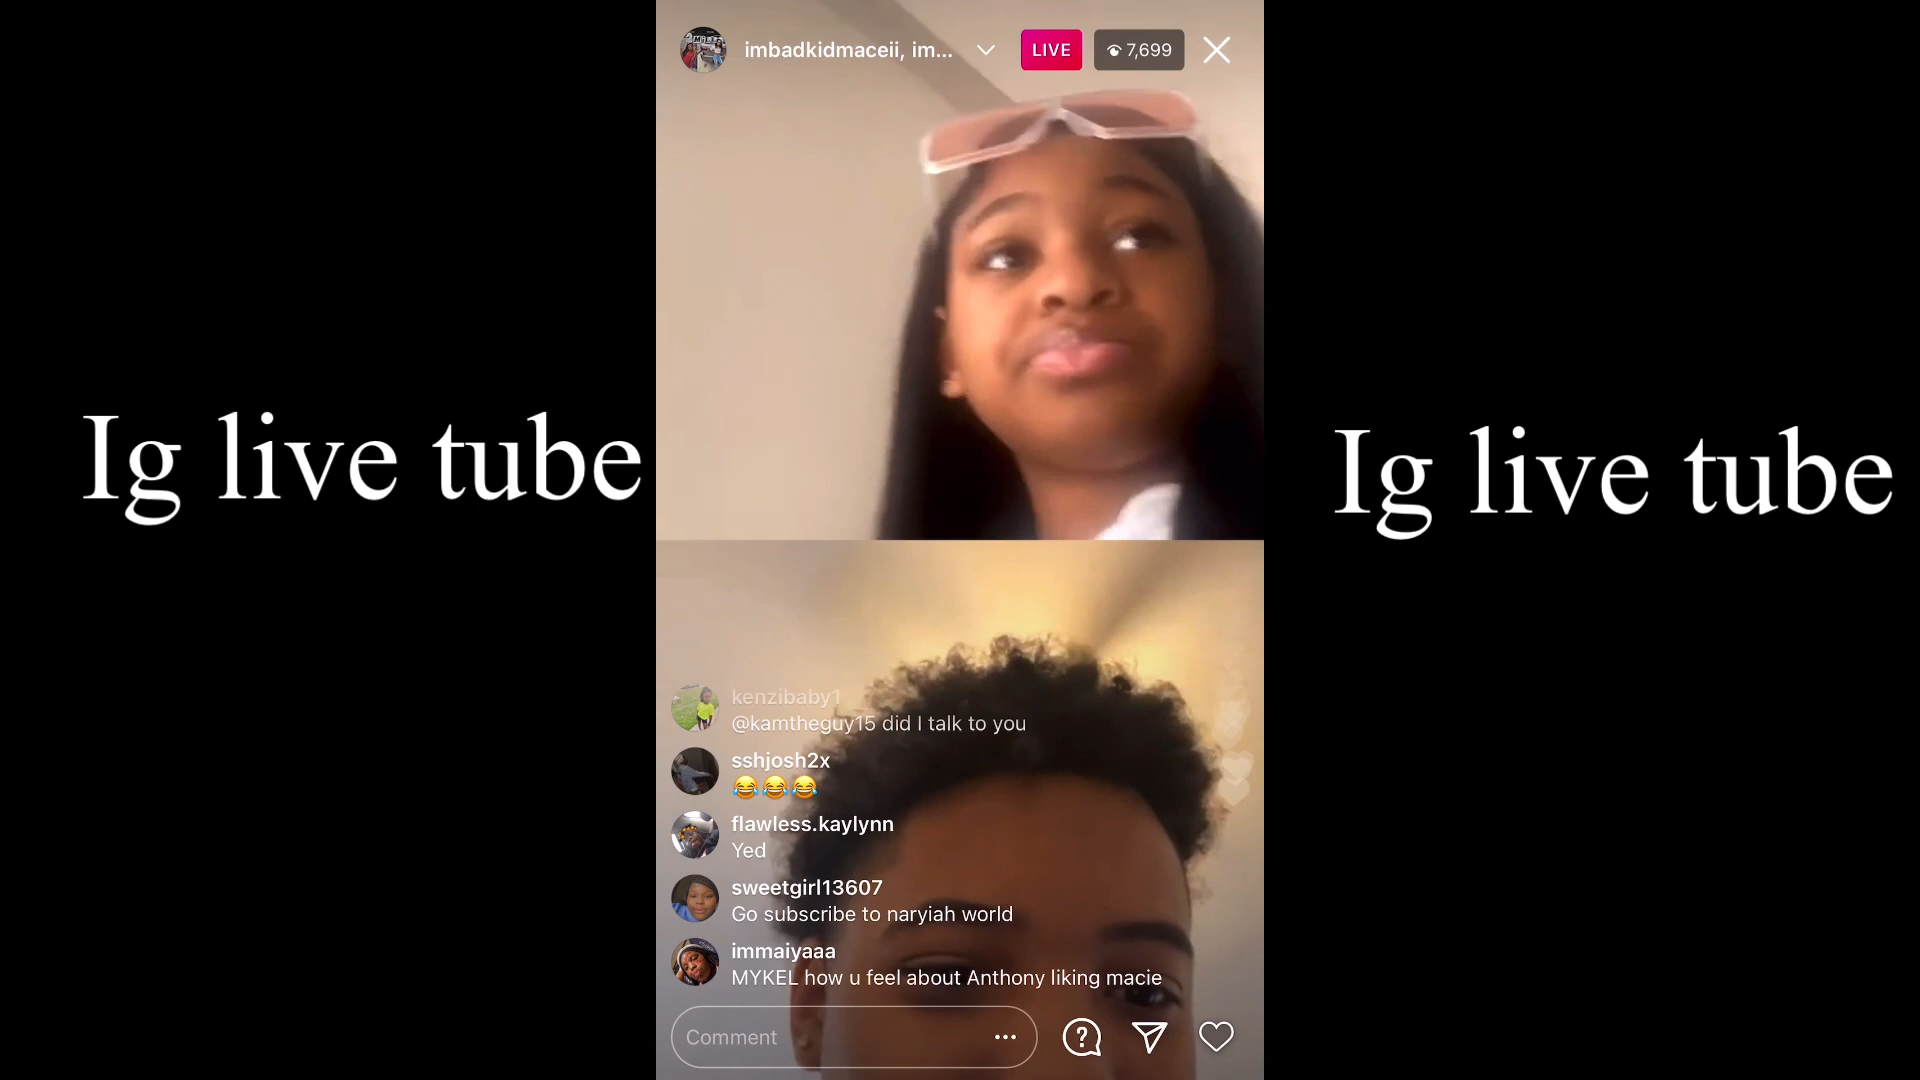 imbadkidmaceii, im...
LIVE
7,699
Ig live tube
Ig live tube
kenzibaby1
@kamtheguy15 did I talk to you
sshjosh2x
😂😂😂
flawless.kaylynn
Yed
sweetgirl13607
Go subscribe to naryiah world
immaiyaaa
MYKEL how u feel about Anthony liking macie
Comment